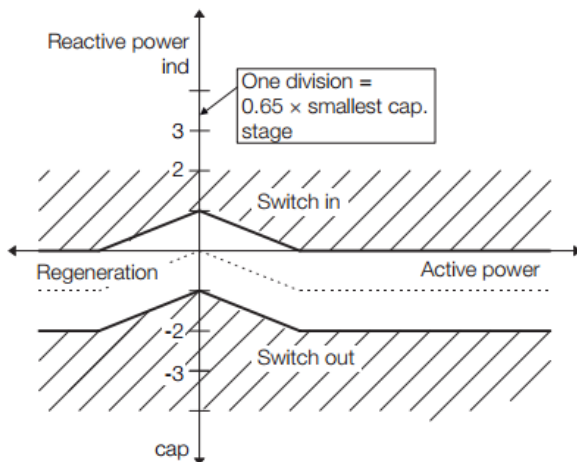 Reactive power
ind
One division =
0.65 × smallest cap.
stage
3
2
Switch in
Regeneration
Active power
-2
Switch out
-3
cap